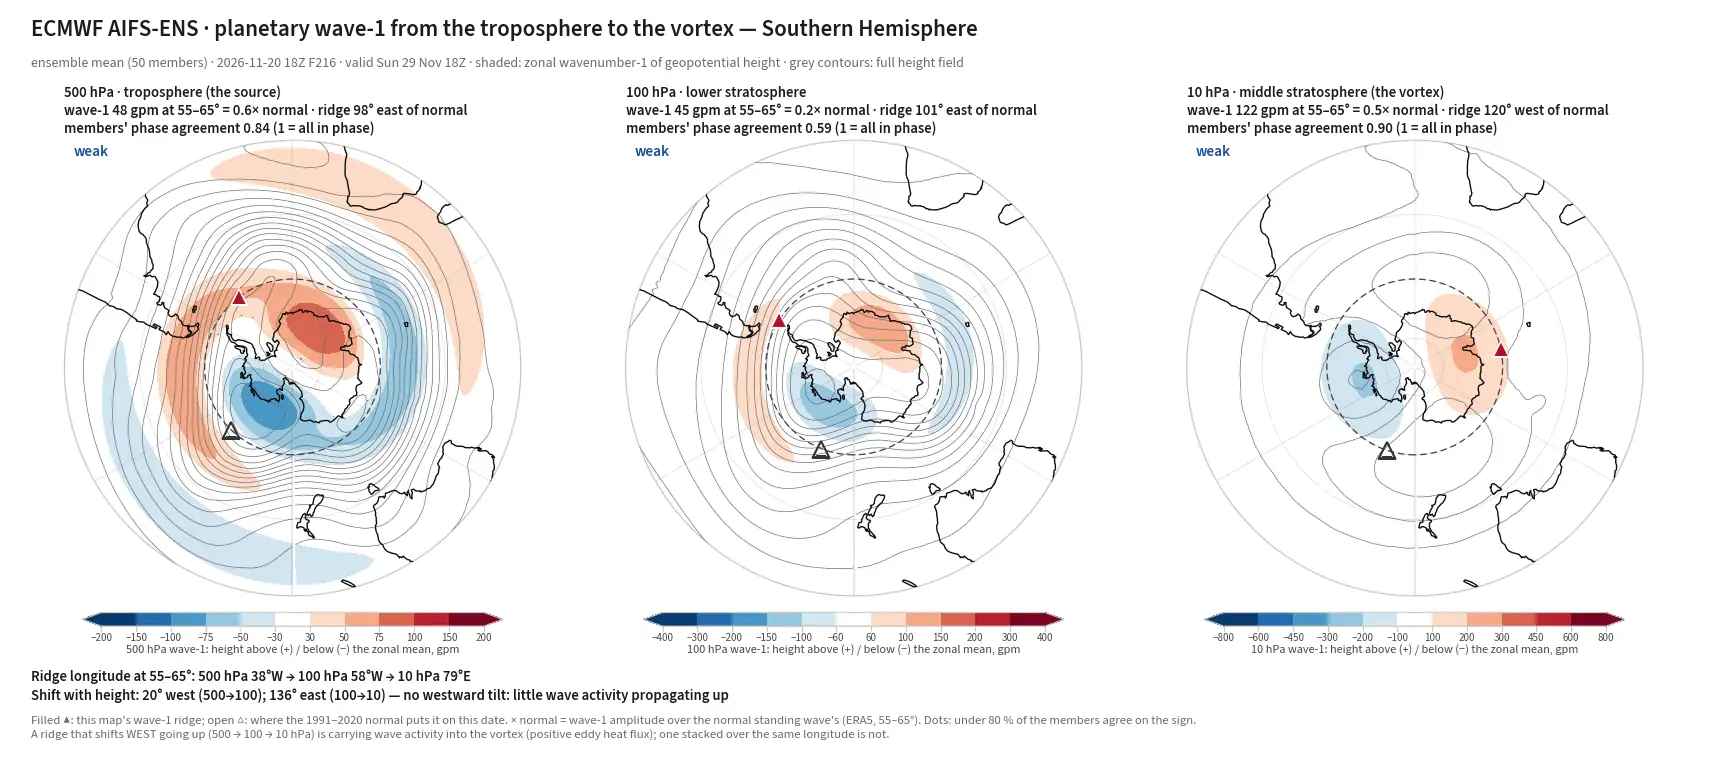 ECMWF AIFS-ENS · planetary wave-1 from the troposphere to the vortex — Southern Hemisphere
ensemble mean (50 members) · 2026-11-20 18Z F216 · valid Sun 29 Nov 18Z · shaded: zonal wavenumber-1 of geopotential height · grey contours: full height field
500 hPa · troposphere (the source)
wave-1 48 gpm at 55–65° = 0.6× normal · ridge 98° east of normal
members' phase agreement 0.84 (1 = all in phase)
weak
100 hPa · lower stratosphere
wave-1 45 gpm at 55–65° = 0.2× normal · ridge 101° east of normal
members' phase agreement 0.59 (1 = all in phase)
weak
10 hPa · middle stratosphere (the vortex)
wave-1 122 gpm at 55–65° = 0.5× normal · ridge 120° west of normal
members' phase agreement 0.90 (1 = all in phase)
weak
−200 −150 −100 −75 −50 −30 30 50 75 100 150 200
500 hPa wave-1: height above (+) / below (−) the zonal mean, gpm
−400 −300 −200 −150 −100 −60 60 100 150 200 300 400
100 hPa wave-1: height above (+) / below (−) the zonal mean, gpm
−800 −600 −450 −300 −200 −100 100 200 300 450 600 800
10 hPa wave-1: height above (+) / below (−) the zonal mean, gpm
Ridge longitude at 55–65°: 500 hPa 38°W → 100 hPa 58°W → 10 hPa 79°E
Shift with height: 20° west (500→100); 136° east (100→10) — no westward tilt: little wave activity propagating up
Filled ▲: this map's wave-1 ridge; open △: where the 1991–2020 normal puts it on this date. × normal = wave-1 amplitude over the normal standing wave's (ERA5, 55–65°). Dots: under 80 % of the members agree on the sign.
A ridge that shifts WEST going up (500 → 100 → 10 hPa) is carrying wave activity into the vortex (positive eddy heat flux); one stacked over the same longitude is not.